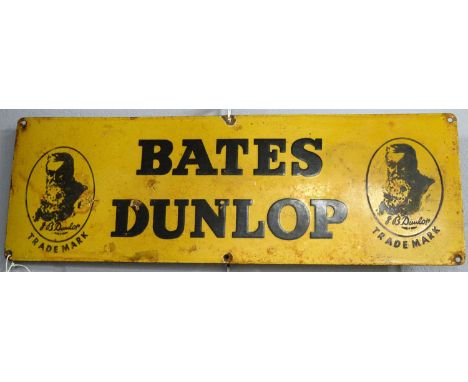 BATES
DUNLOP
J.B. Dunlop
TRADE MARK
J.B. Dunlop
TRADE MARK